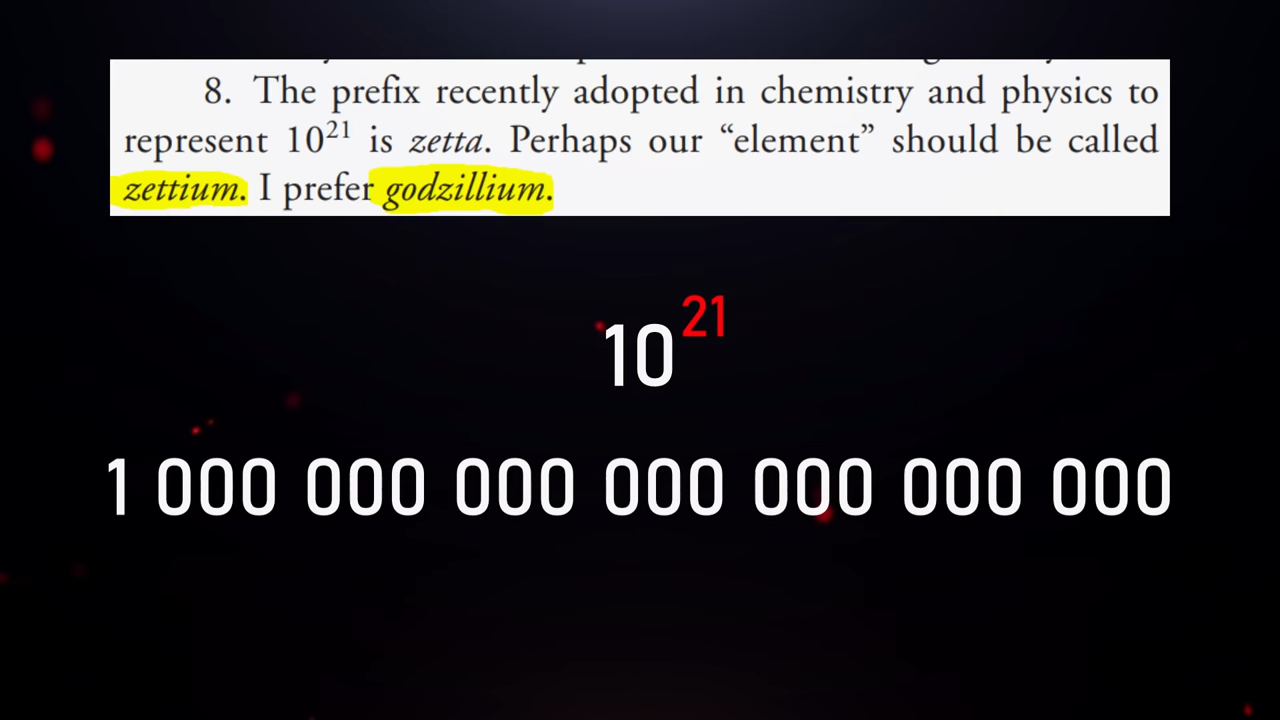 8. The prefix recently adopted in chemistry and physics to
represent 10²¹ is zetta. Perhaps our “element” should be called
zettium. I prefer godzillium.
10²¹
1 000 000 000 000 000 000 000